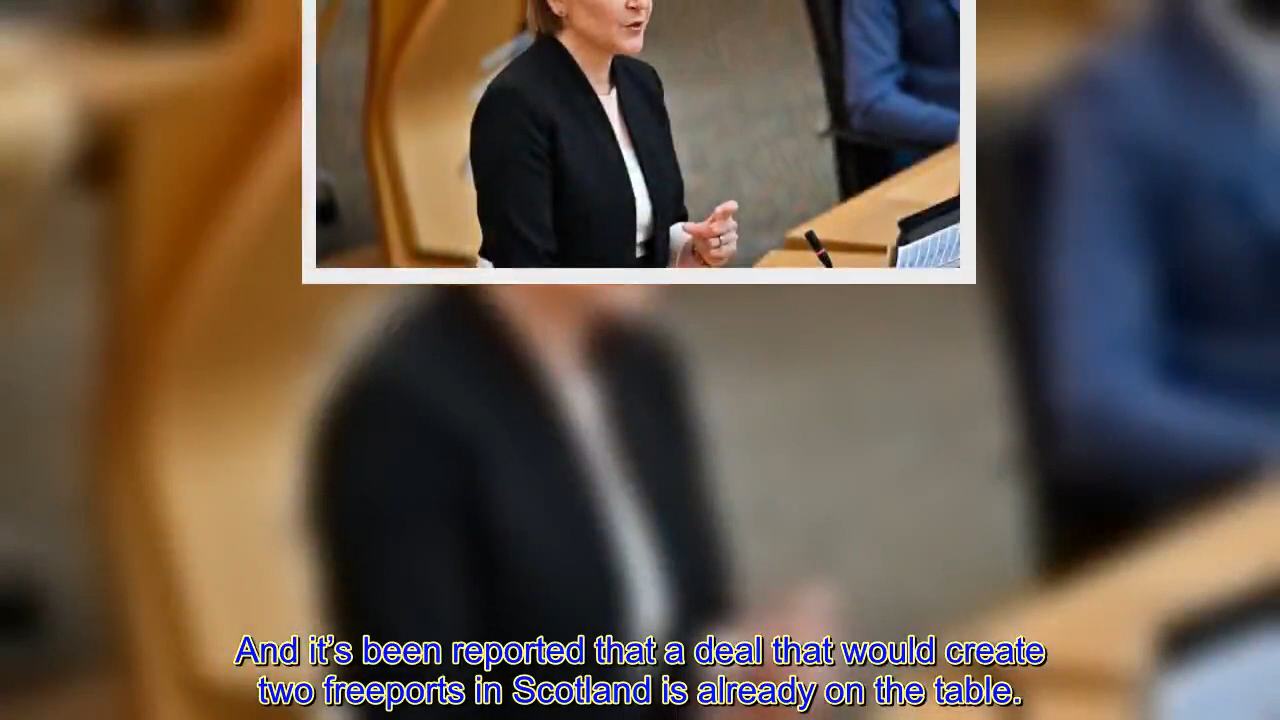 And it’s been reported that a deal that would create
two freeports in Scotland is already on the table.